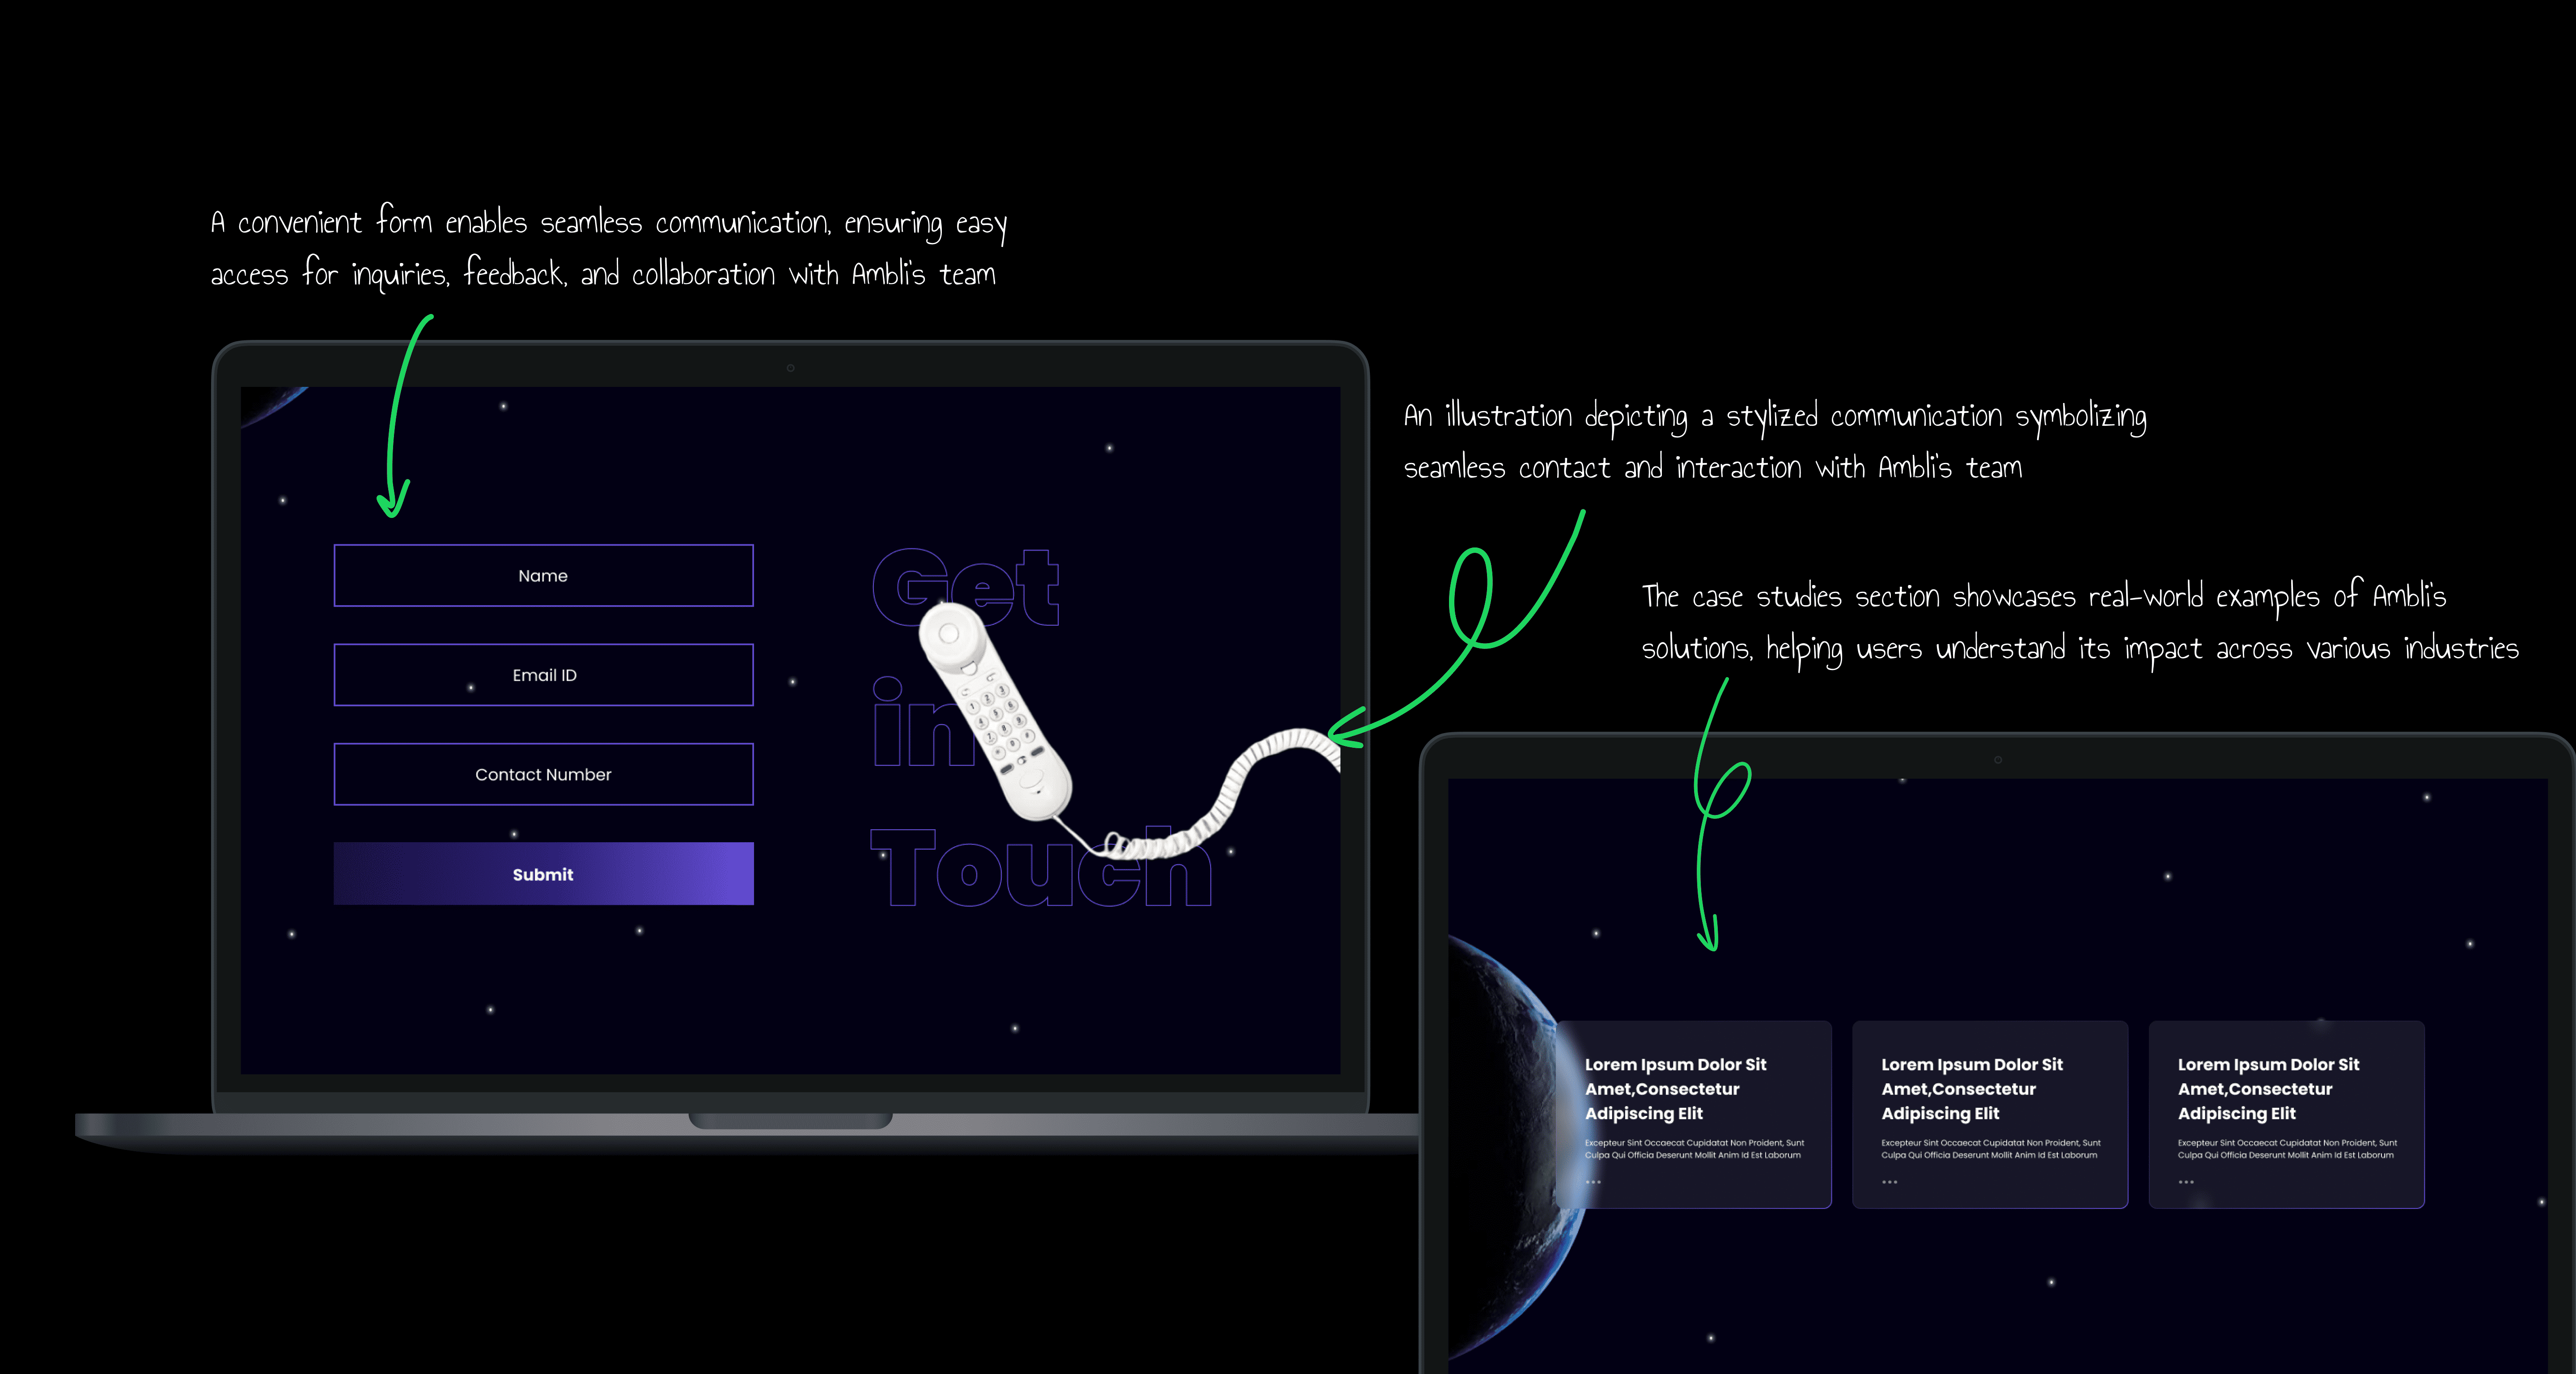 A convenient form enables seamless communication, ensuring easy
access for inquiries, feedback, and collaboration with Ambli's team
An illustration depicting a stylized communication symbolizing
seamless contact and interaction with Ambli's team
The case studies section showcases real-world examples of Ambli's
solutions, helping users understand its impact across various industries
Name
Email ID
Contact Number
Submit
Get
in
Touch
Lorem Ipsum Dolor Sit
Amet,Consectetur
Adipiscing Elit
Excepteur Sint Occaecat Cupidatat Non Proident, Sunt
Culpa Qui Officia Deserunt Mollit Anim Id Est Laborum
Lorem Ipsum Dolor Sit
Amet,Consectetur
Adipiscing Elit
Excepteur Sint Occaecat Cupidatat Non Proident, Sunt
Culpa Qui Officia Deserunt Mollit Anim Id Est Laborum
Lorem Ipsum Dolor Sit
Amet,Consectetur
Adipiscing Elit
Excepteur Sint Occaecat Cupidatat Non Proident, Sunt
Culpa Qui Officia Deserunt Mollit Anim Id Est Laborum